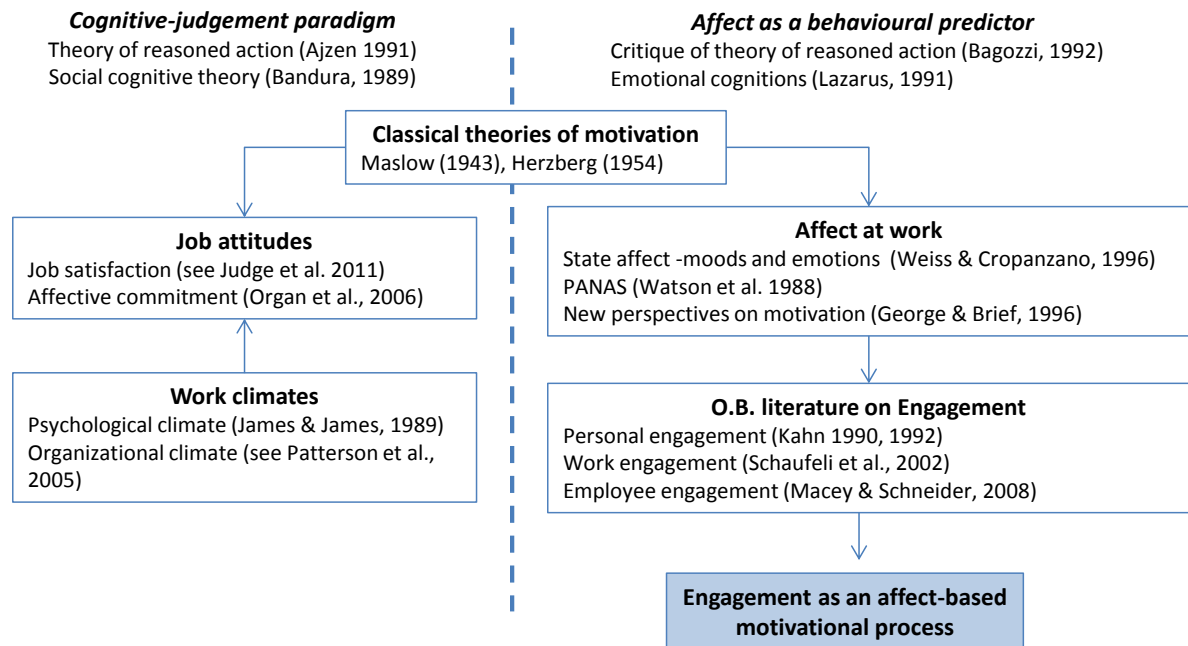 Cognitive-judgement paradigm
Theory of reasoned action (Ajzen 1991)
Social cognitive theory (Bandura, 1989)
Affect as a behavioural predictor
Critique of theory of reasoned action (Bagozzi, 1992)
Emotional cognitions (Lazarus, 1991)
Classical theories of motivation
Maslow (1943), Herzberg (1954)
Job attitudes
Job satisfaction (see Judge et al. 2011)
Affective commitment (Organ et al., 2006)
Work climates
Psychological climate (James & James, 1989)
Organizational climate (see Patterson et al.,
2005)
Affect at work
State affect -moods and emotions (Weiss & Cropanzano, 1996)
PANAS (Watson et al. 1988)
New perspectives on motivation (George & Brief, 1996)
O.B. literature on Engagement
Personal engagement (Kahn 1990, 1992)
Work engagement (Schaufeli et al., 2002)
Employee engagement (Macey & Schneider, 2008)
Engagement as an affect-based
motivational process